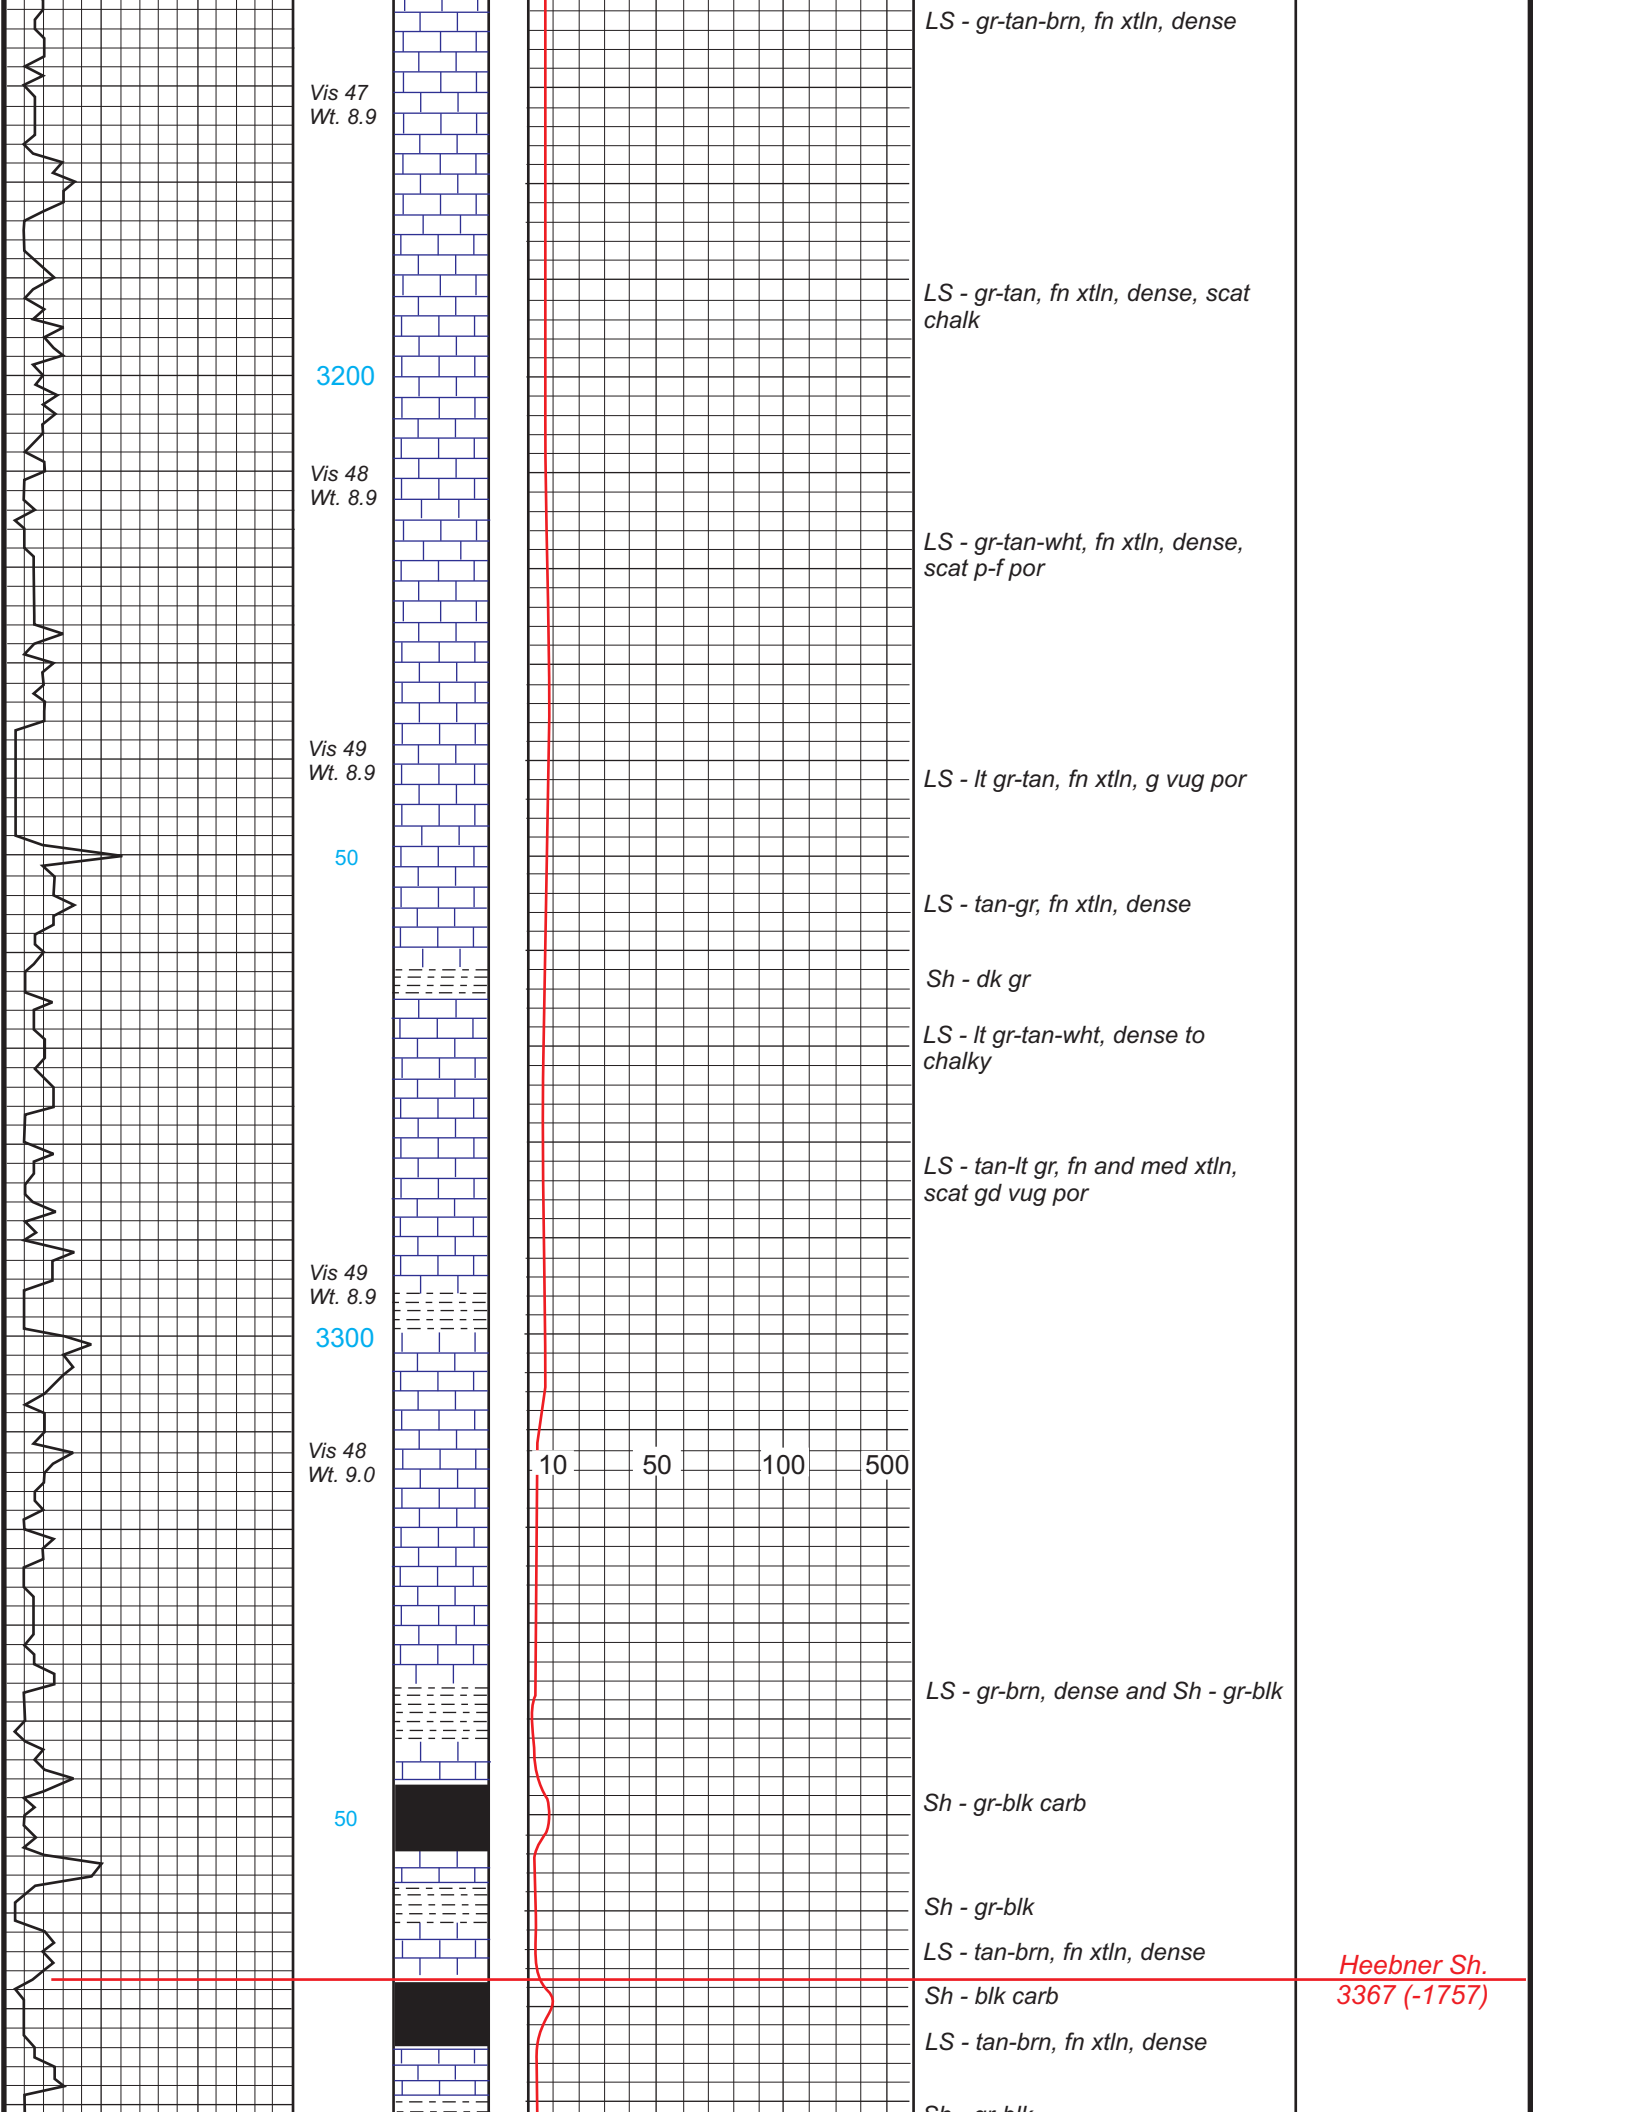 LS - gr-tan-brn, fn xtln, dense
Vis 47
Wt. 8.9
LS - gr-tan, fn xtln, dense, scat
chalk
3200
Vis 48
Wt. 8.9
LS - gr-tan-wht, fn xtln, dense,
scat p-f por
Vis 49
Wt. 8.9
LS - lt gr-tan, fn xtln, g vug por
50
LS - tan-gr, fn xtln, dense
Sh - dk gr
LS - lt gr-tan-wht, dense to
chalky
LS - tan-lt gr, fn and med xtln,
scat gd vug por
Vis 49
Wt. 8.9
3300
Vis 48
Wt. 9.0
10 50 100 500
LS - gr-brn, dense and Sh - gr-blk
Sh - gr-blk carb
50
Sh - gr-blk
LS - tan-brn, fn xtln, dense
Heebner Sh.
3367 (-1757)
Sh - blk carb
LS - tan-brn, fn xtln, dense
Sh - gr-blk